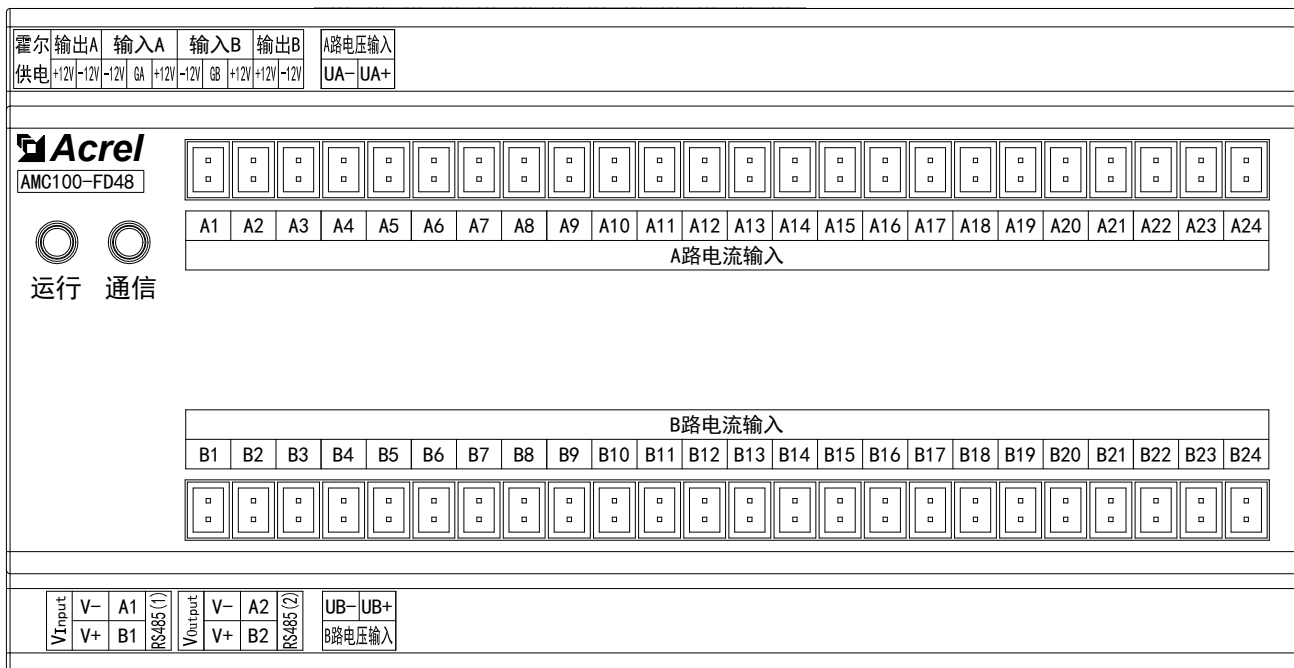 霍尔 输出A 输入A 输入B 输出B A路电压输入
供电 +12V -12V -12V GA +12V -12V GB +12V +12V -12V UA- UA+
Acrel
AMC100-FD48
运行 通信
A1 A2 A3 A4 A5 A6 A7 A8 A9 A10 A11 A12 A13 A14 A15 A16 A17 A18 A19 A20 A21 A22 A23 A24
A路电流输入
B路电流输入
B1 B2 B3 B4 B5 B6 B7 B8 B9 B10 B11 B12 B13 B14 B15 B16 B17 B18 B19 B20 B21 B22 B23 B24
VInput V- A1 RS485(1) VOutput V- A2 RS485(2) UB- UB+
V+ B1 V+ B2 B路电压输入